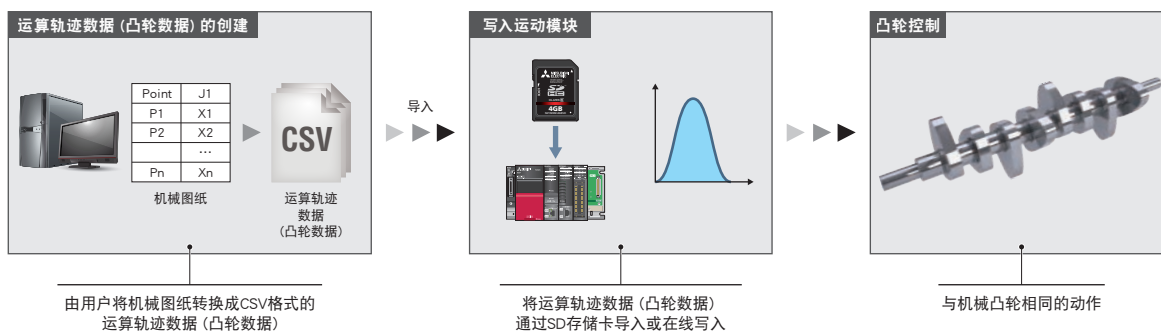 运算轨迹数据（凸轮数据）的创建
Point J1
P1 X1
P2 X2
…
Pn Xn
机械图纸
CSV
运算轨迹
数据
（凸轮数据）
由用户将机械图纸转换成CSV格式的
运算轨迹数据（凸轮数据）
导入
写入运动模块
MITSUBISHI
ELECTRIC
SD
HC
4GB
将运算轨迹数据（凸轮数据）
通过SD存储卡导入或在线写入
凸轮控制
与机械凸轮相同的动作